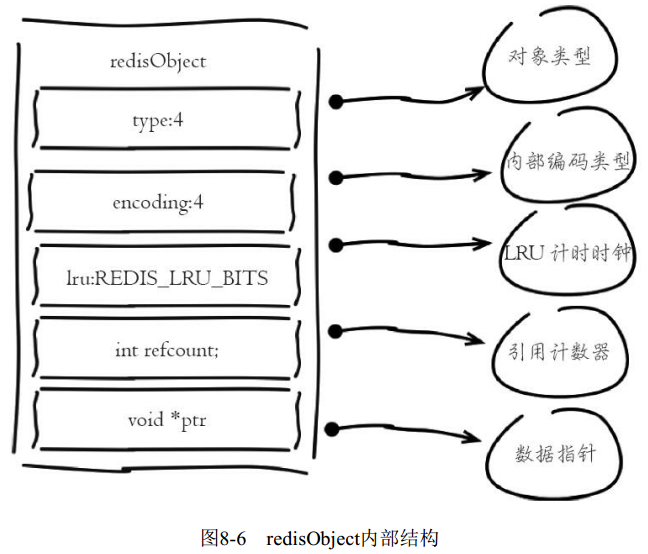 redisObject
type:4
encoding:4
lru:REDIS_LRU_BITS
int refcount;
void *ptr
对象类型
内部编码类型
LRU 计时时钟
引用计数器
数据指针
图8-6 redisObject内部结构